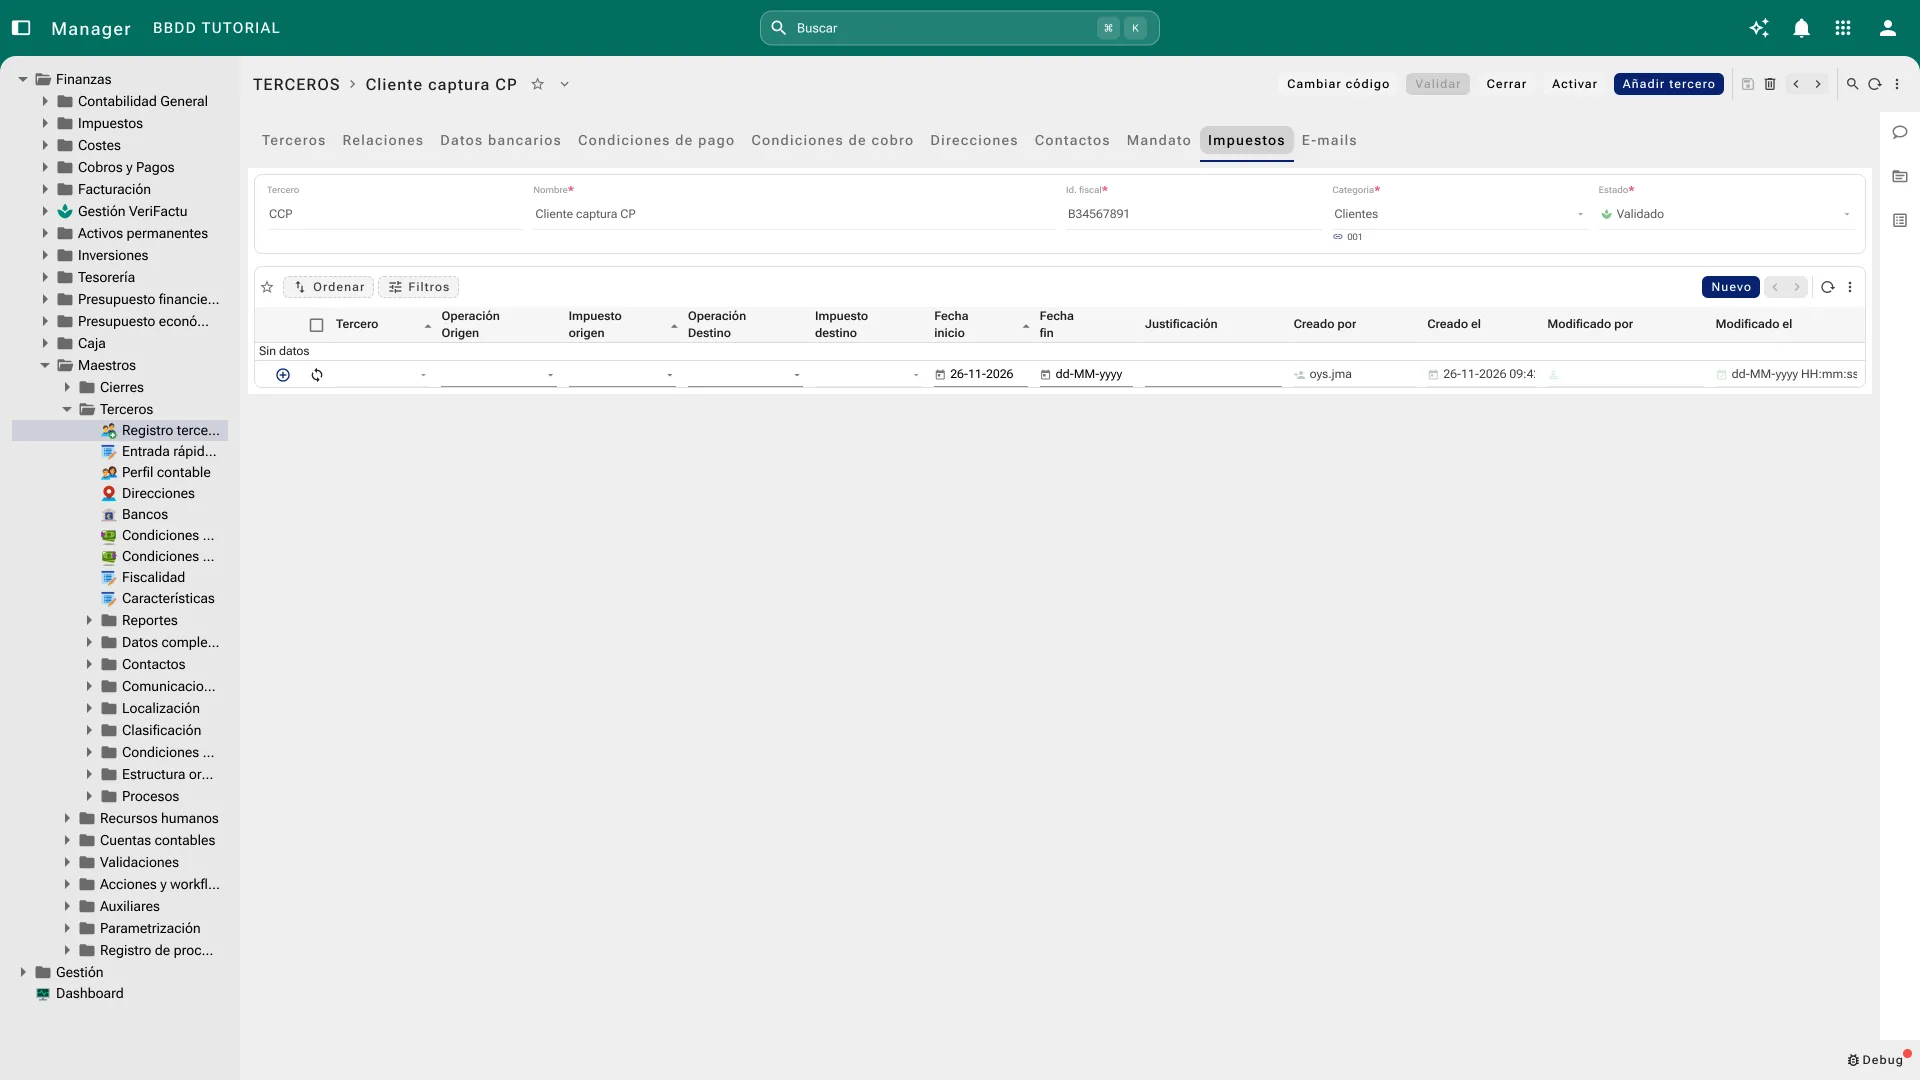 Manager BBDD TUTORIAL Buscar ⌘ K
Finanzas
Contabilidad General
Impuestos
Costes
Cobros y Pagos
Facturación
Gestión VeriFactu
Activos permanentes
Inversiones
Tesorería
Presupuesto financie...
Presupuesto econó...
Caja
Maestros
Cierres
Terceros
Registro terce...
Entrada rápid...
Perfil contable
Direcciones
Bancos
Condiciones ...
Condiciones ...
Fiscalidad
Características
Reportes
Datos comple...
Contactos
Comunicacio...
Localización
Clasificación
Condiciones ...
Estructura or...
Procesos
Recursos humanos
Cuentas contables
Validaciones
Acciones y workfl...
Auxiliares
Parametrización
Registro de proc...
Gestión
Dashboard
TERCEROS > Cliente captura CP
Cambiar código Validar Cerrar Activar Añadir tercero
Terceros Relaciones Datos bancarios Condiciones de pago Condiciones de cobro Direcciones Contactos Mandato Impuestos E-mails
Tercero Nombre* Id. fiscal* Categoría* Estado*
CCP Cliente captura CP B34567891 Clientes Validado
001
Ordenar Filtros Nuevo
Tercero Operación Origen Impuesto origen Operación Destino Impuesto destino Fecha inicio Fecha fin Justificación Creado por Creado el Modificado por Modificado el
Sin datos
26-11-2026 dd-MM-yyyy oys.jma 26-11-2026 09:4 dd-MM-yyyy HH:mm:ss
Debug